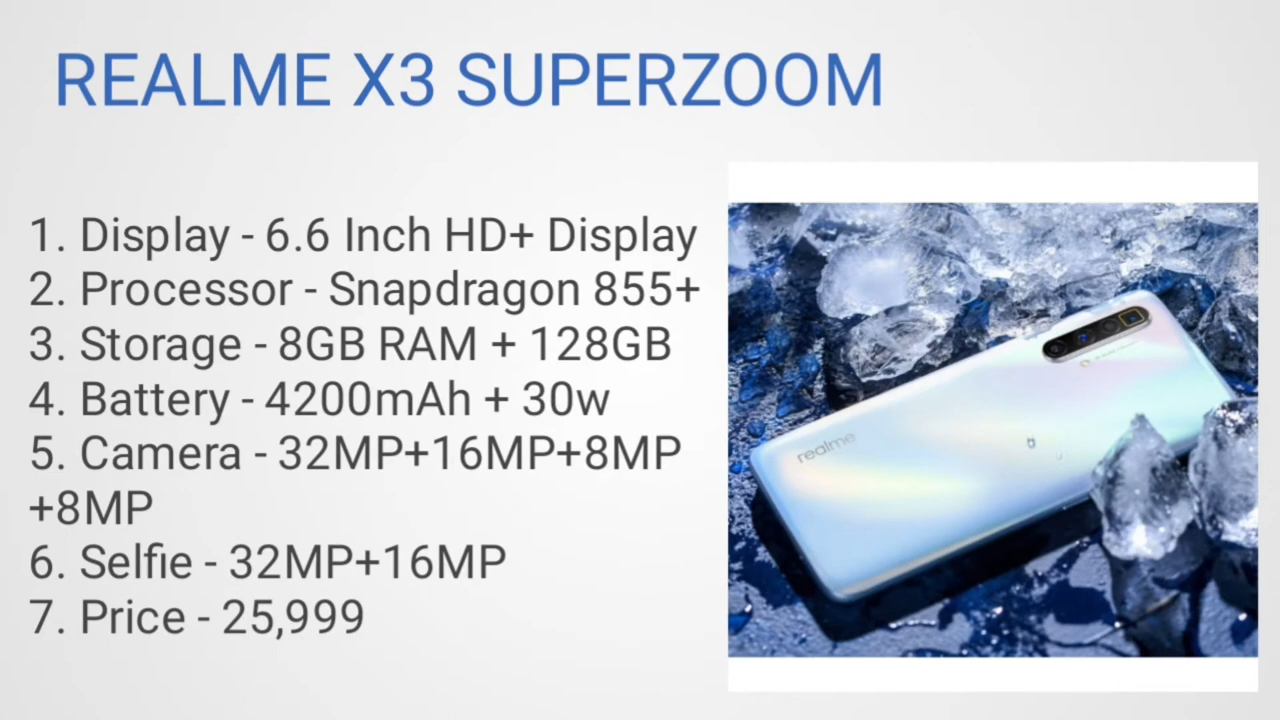 REALME X3 SUPERZOOM
1. Display - 6.6 Inch HD+ Display
2. Processor - Snapdragon 855+
3. Storage - 8GB RAM + 128GB
4. Battery - 4200mAh + 30w
5. Camera - 32MP+16MP+8MP
+8MP
6. Selfie - 32MP+16MP
7. Price - 25,999
realme